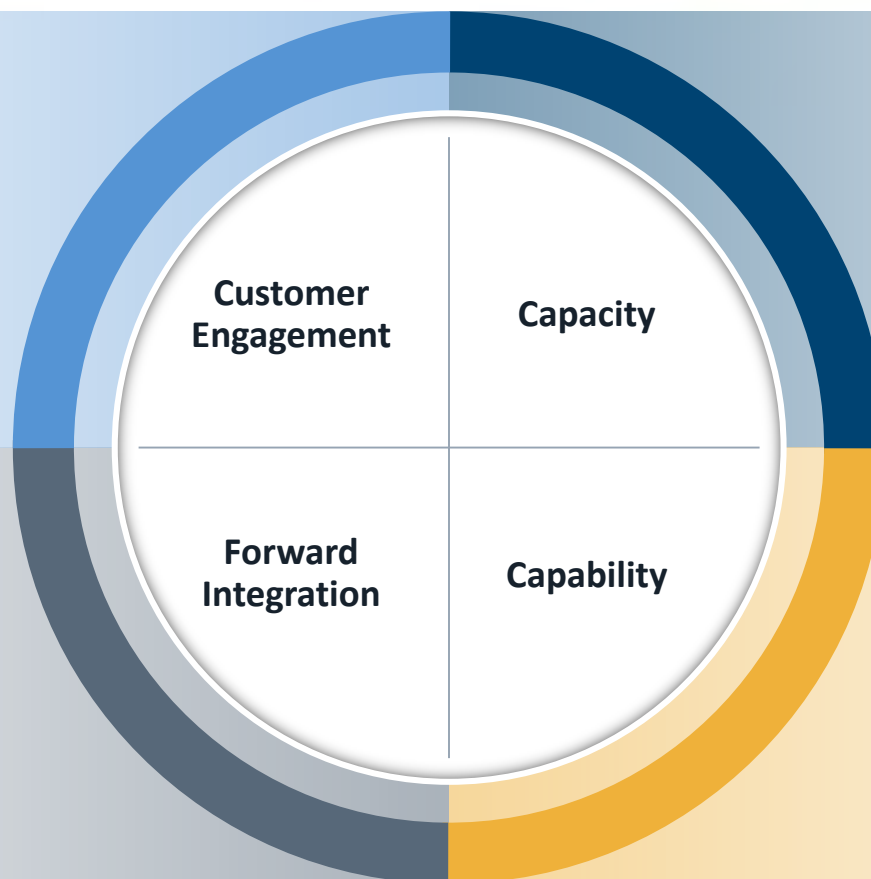 Customer
Engagement
Capacity
Forward
Integration
Capability